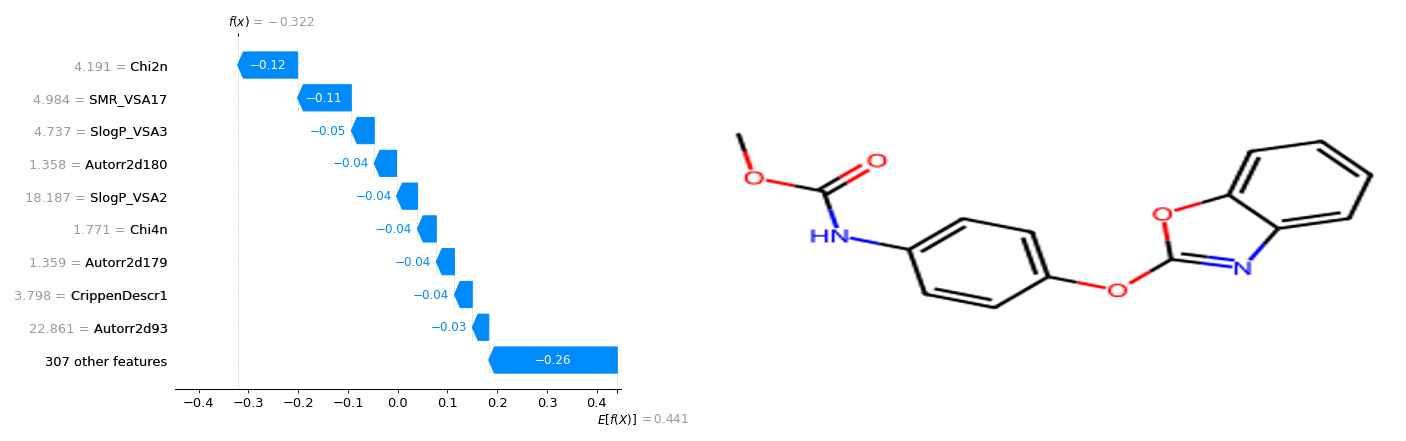 f(x) = −0.322
4.191 = Chi2n
−0.12
4.984 = SMR_VSA17
−0.11
4.737 = SlogP_VSA3
−0.05
1.358 = Autorr2d180
−0.04
18.187 = SlogP_VSA2
−0.04
1.771 = Chi4n
−0.04
1.359 = Autorr2d179
−0.04
3.798 = CrippenDescr1
−0.04
22.861 = Autorr2d93
−0.03
307 other features
−0.26
−0.4 −0.3 −0.2 −0.1 0.0 0.1 0.2 0.3 0.4
E[f(X)] = 0.441
O
O
HN
O
O
N